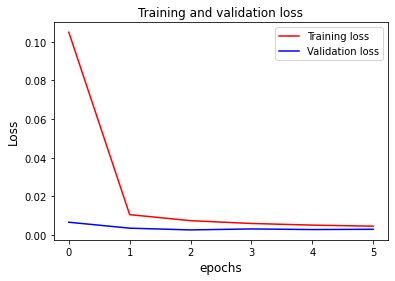 Training and validation loss
Training loss
Validation loss
0.10
0.08
0.06
0.04
0.02
0.00
Loss
0 1 2 3 4 5
epochs